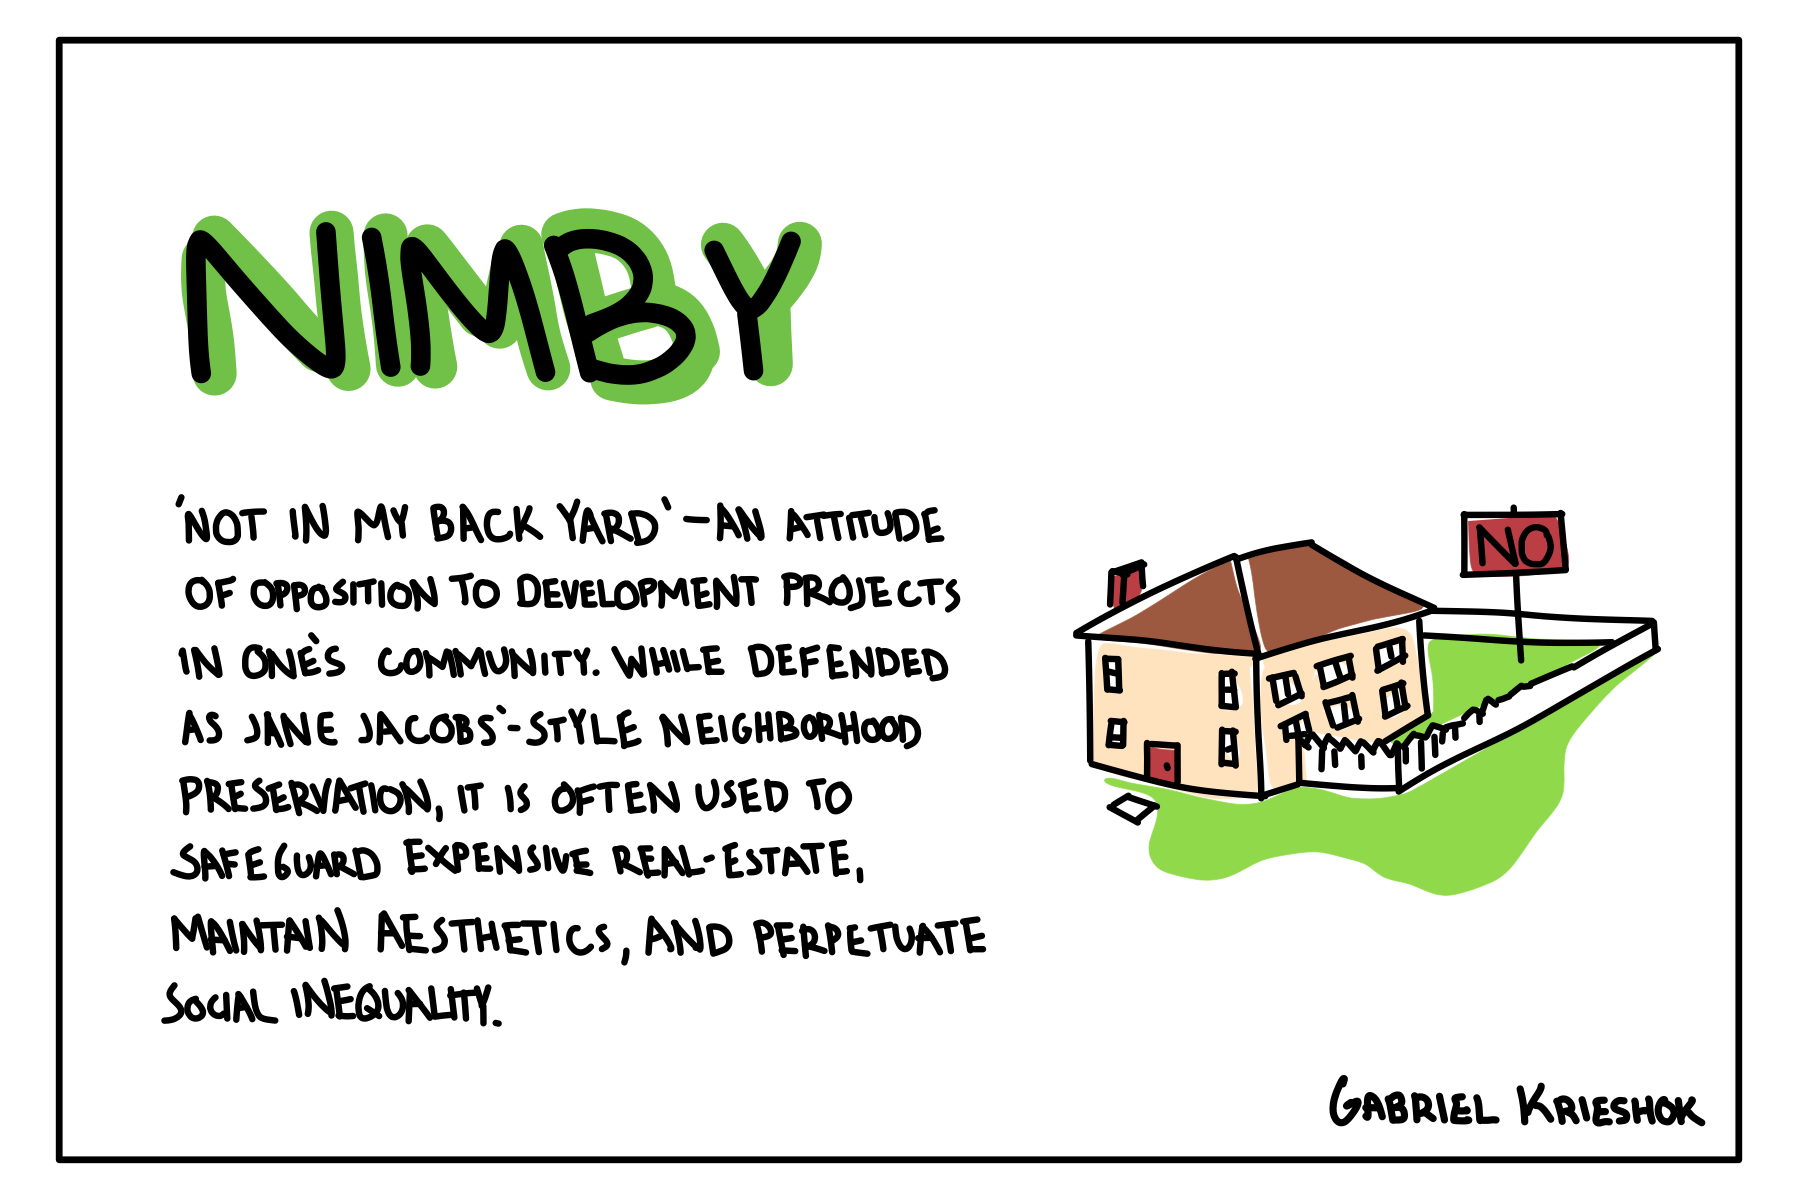 NIMBY
'NOT IN MY BACK YARD' - AN ATTITUDE
OF OPPOSITION TO DEVELOPMENT PROJECTS
IN ONE'S COMMUNITY. WHILE DEFENDED
AS JANE JACOBS'-STYLE NEIGHBORHOOD
PRESERVATION, IT IS OFTEN USED TO
SAFEGUARD EXPENSIVE REAL-ESTATE,
MAINTAIN AESTHETICS, AND PERPETUATE
SOCIAL INEQUALITY.
NO
GABRIEL KRIESHOK